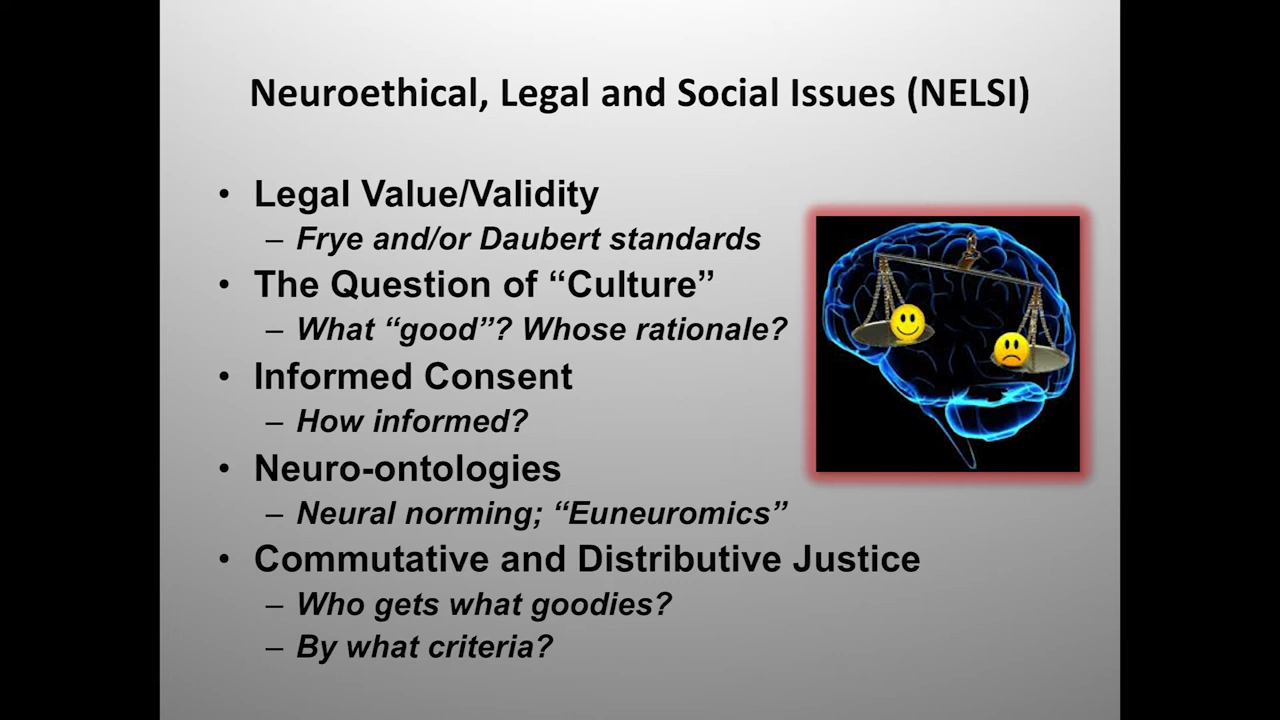 Neuroethical, Legal and Social Issues (NELSI)
• Legal Value/Validity
– Frye and/or Daubert standards
• The Question of “Culture”
– What “good”? Whose rationale?
• Informed Consent
– How informed?
• Neuro-ontologies
– Neural norming; “Euneuromics”
• Commutative and Distributive Justice
– Who gets what goodies?
– By what criteria?